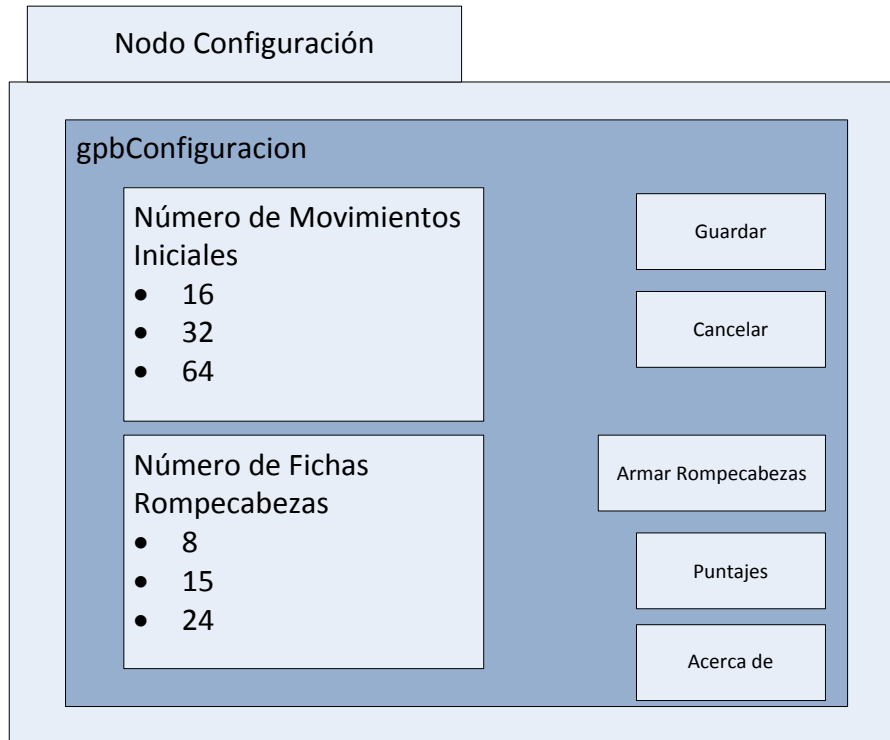 Nodo Configuración
gpbConfiguracion
Número de Movimientos
Iniciales
• 16
• 32
• 64
Número de Fichas
Rompecabezas
• 8
• 15
• 24
Guardar
Cancelar
Armar Rompecabezas
Puntajes
Acerca de